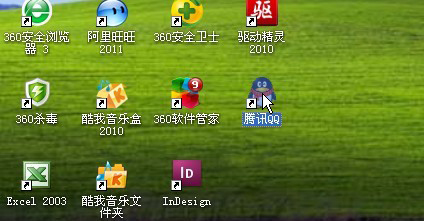 360安全浏览
器 3
阿里旺旺
2011
360安全卫士
驱
驱动精灵
2010
360杀毒
酷我音乐盒
2010
9
360软件管家
腾讯QQ
Excel 2003
酷我音乐文
件夹
Id
InDesign